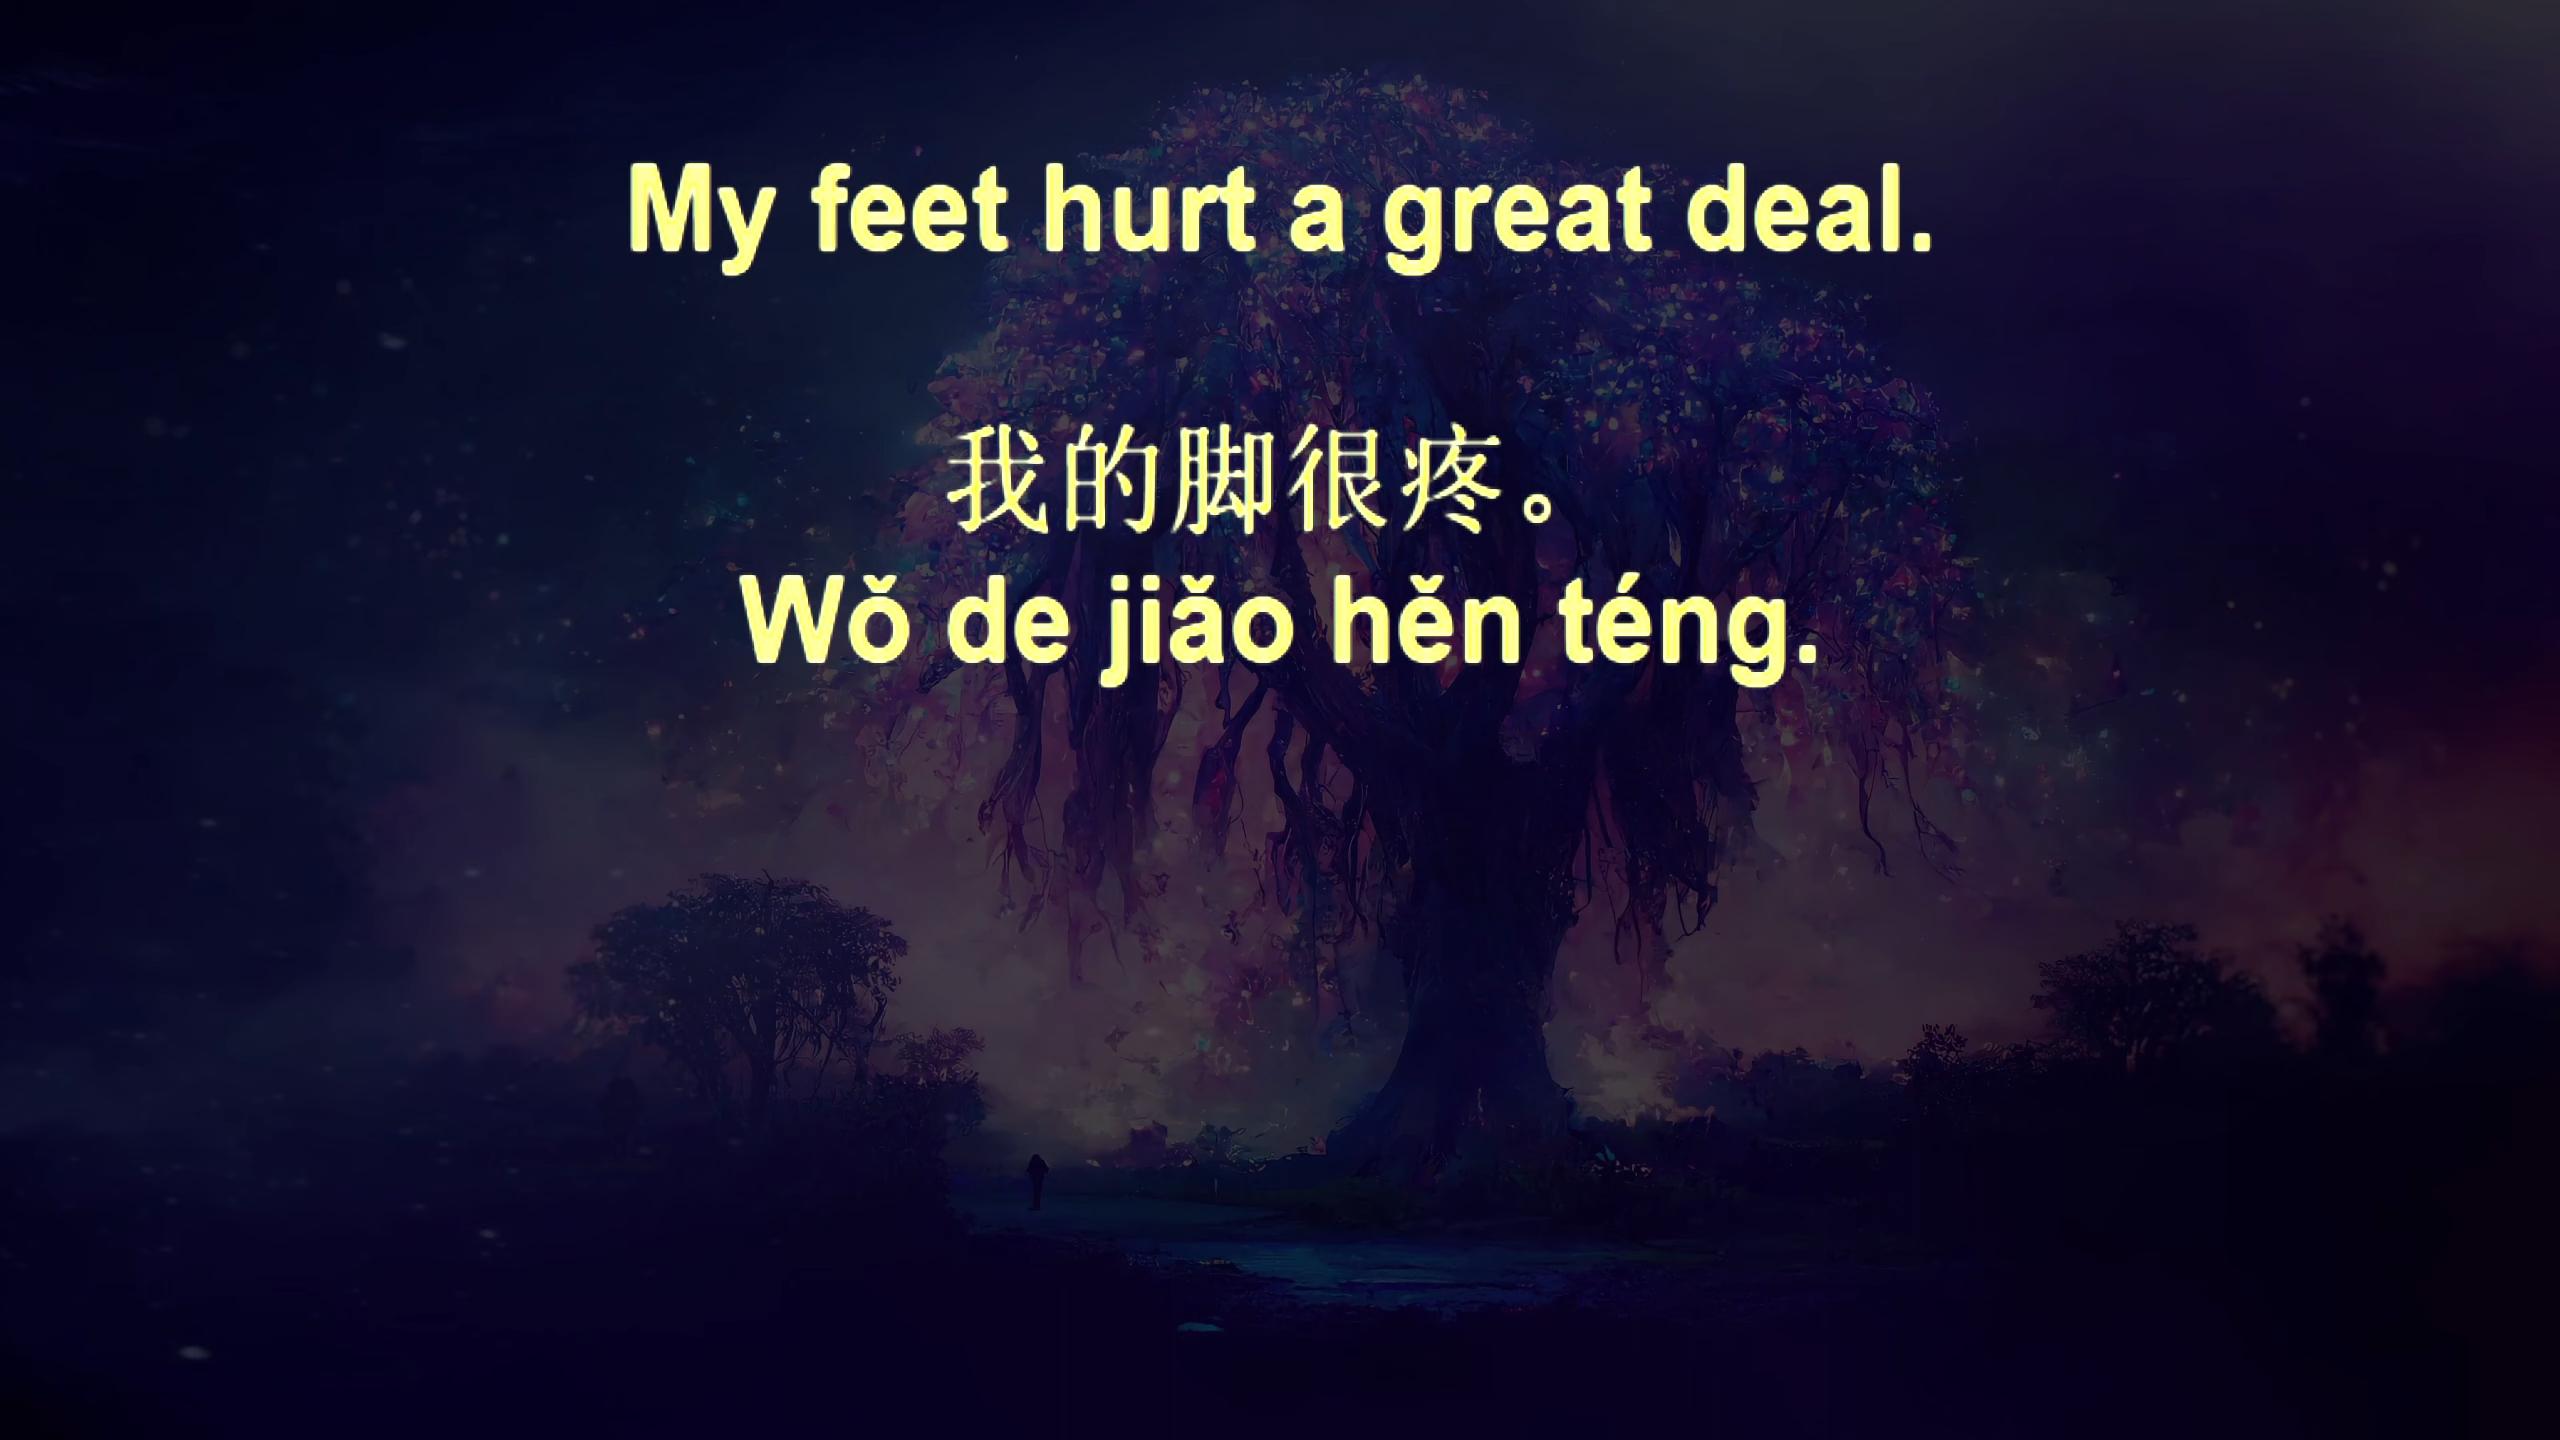 My feet hurt a great deal.
我的脚很疼。
Wǒ de jiǎo hěn téng.